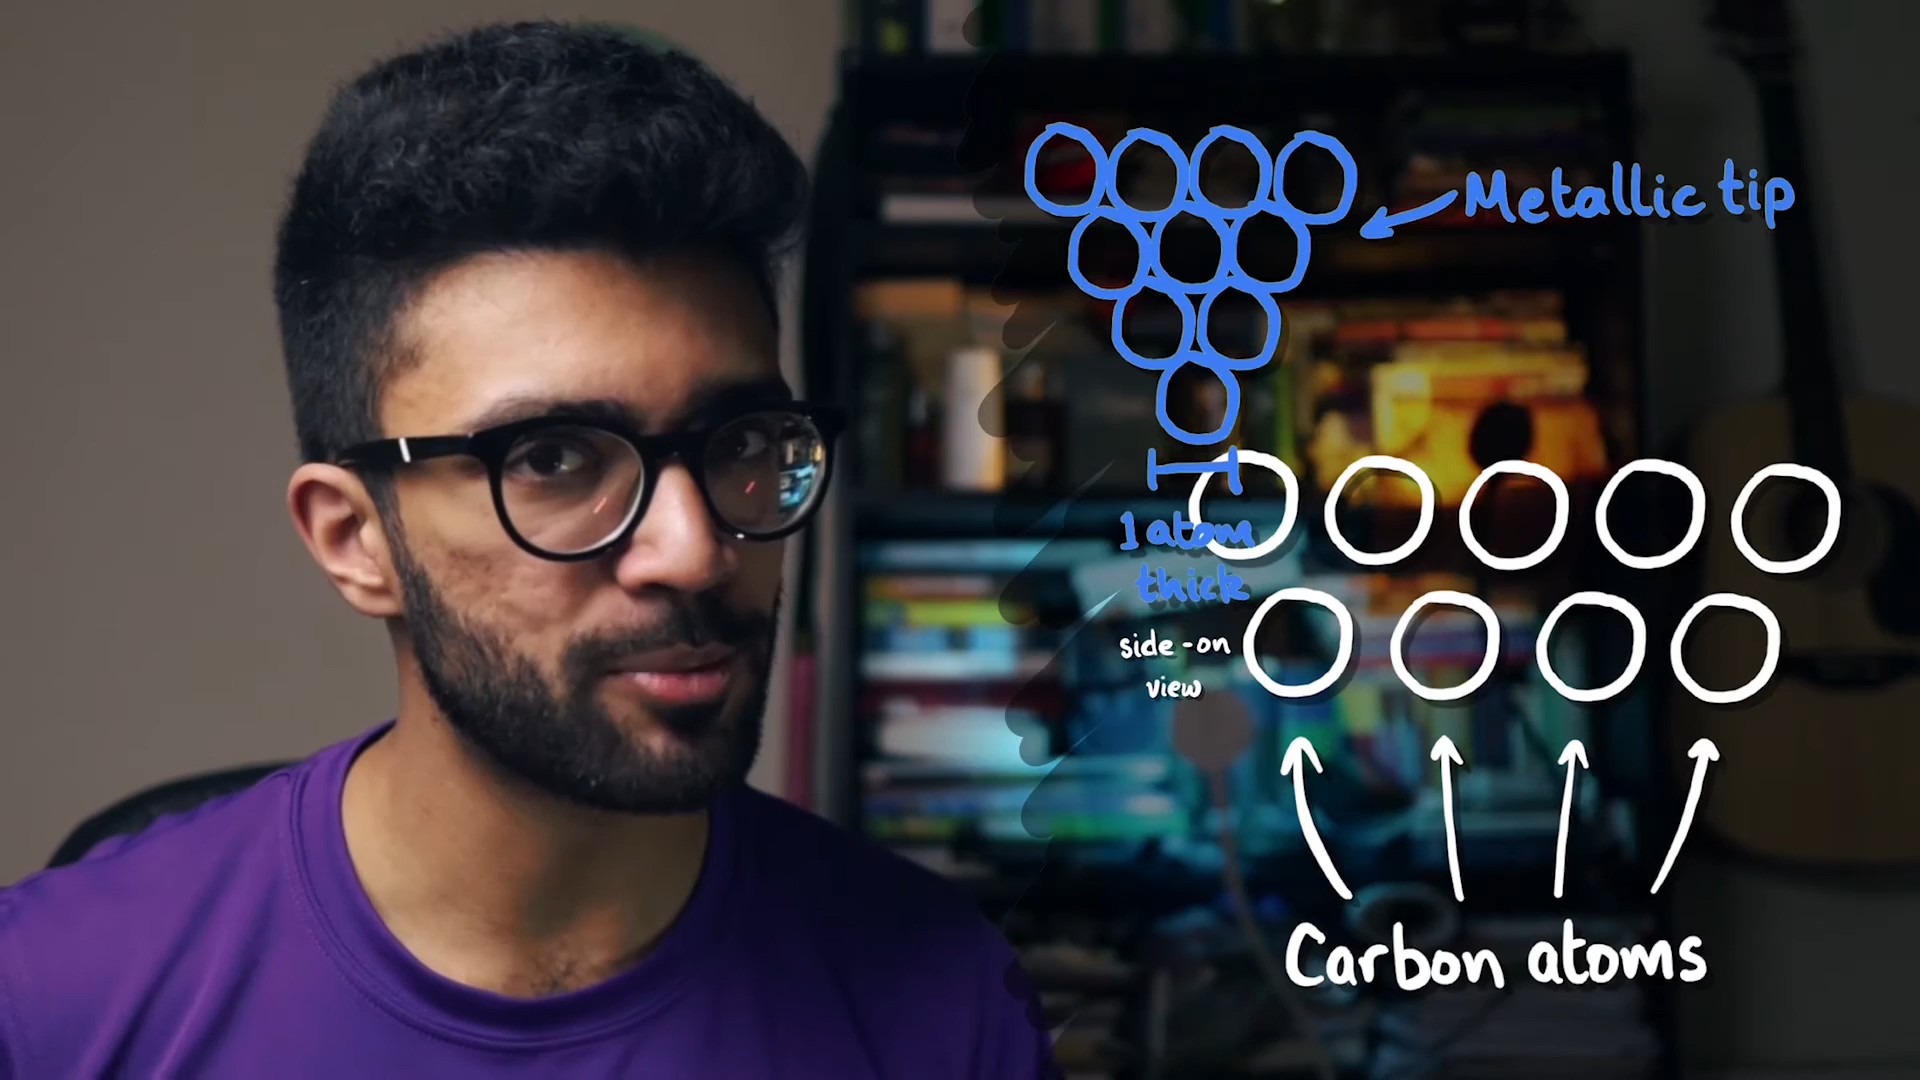 Metallic tip
1 atom
thick
side-on
view
Carbon atoms